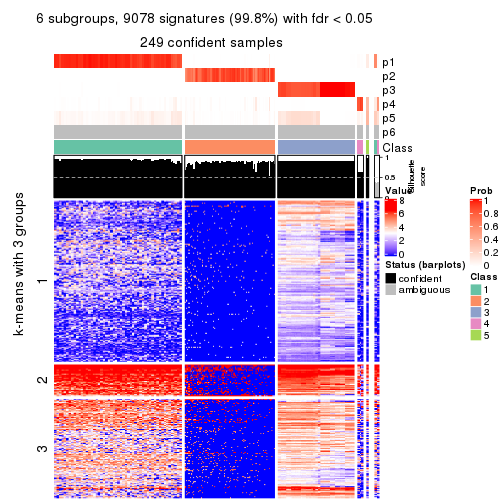 6 subgroups, 9078 signatures (99.8%) with fdr < 0.05
249 confident samples
p1
p2
p3
p4
p5
p6
Class
1
0.5
0
Silhouette
score
k-means with 3 groups
1
2
3
Value
8
6
4
2
0
Status (barplots)
confident
ambiguous
Prob
1
0.8
0.6
0.4
0.2
0
Class
1
2
3
4
5